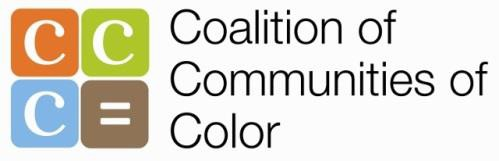 C C
C =
Coalition of
Communities of
Color